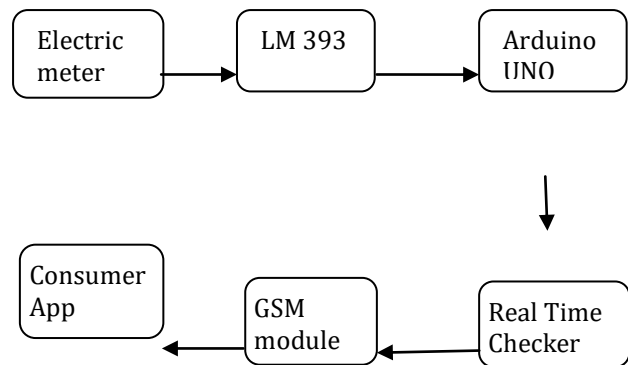 Electric
meter
LM 393
Arduino
UNO
Consumer
App
GSM
module
Real Time
Checker